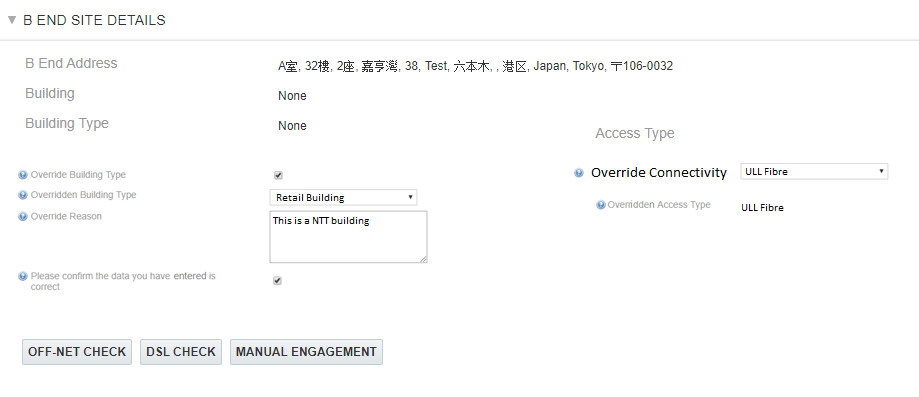 B END SITE DETAILS
B End Address
A室, 32樓, 2座, 嘉亨灣, 38, Test, 六本木, , 港区, Japan, Tokyo, 〒106-0032
Building
None
Building Type
None
Access Type
Override Building Type
Override Connectivity
ULL Fibre
Overridden Building Type
Retail Building
Overridden Access Type
ULL Fibre
Override Reason
This is a NTT building
Please confirm the data you have entered is
correct
OFF-NET CHECK
DSL CHECK
MANUAL ENGAGEMENT